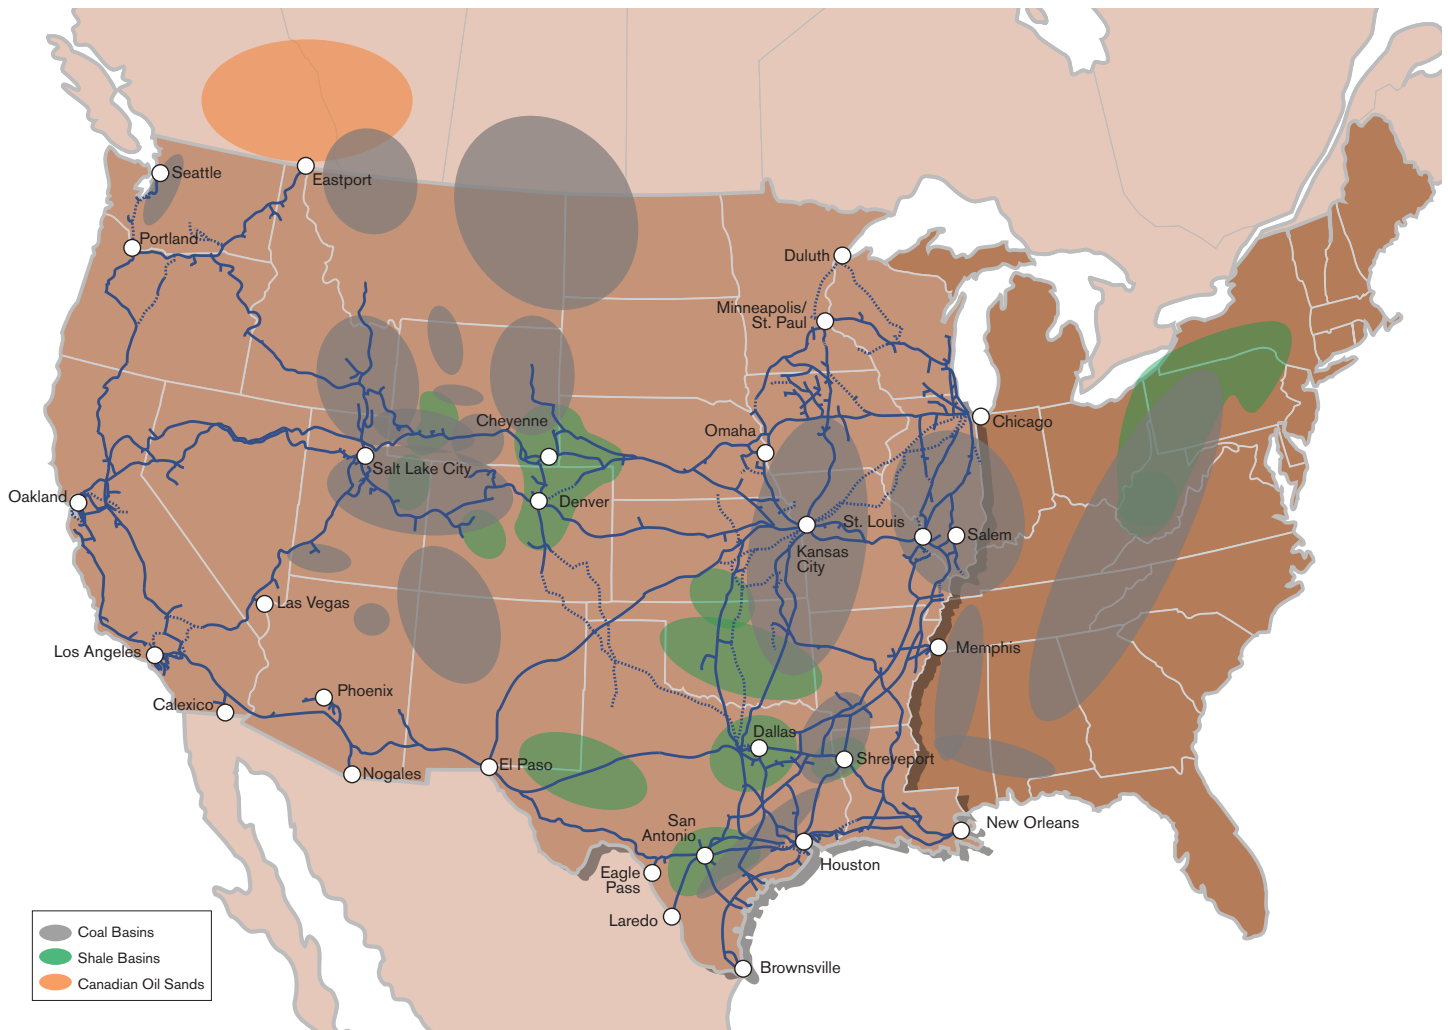 Seattle
Eastport
Portland
Duluth
Minneapolis/
St. Paul
Chicago
Cheyenne
Omaha
Salt Lake City
Oakland
Denver
St. Louis
Salem
Kansas
City
Las Vegas
Los Angeles
Memphis
Phoenix
Calexico
Dallas
El Paso
Shreveport
Nogales
San
Antonio
New Orleans
Houston
Eagle
Pass
Laredo
Brownsville
Coal Basins
Shale Basins
Canadian Oil Sands